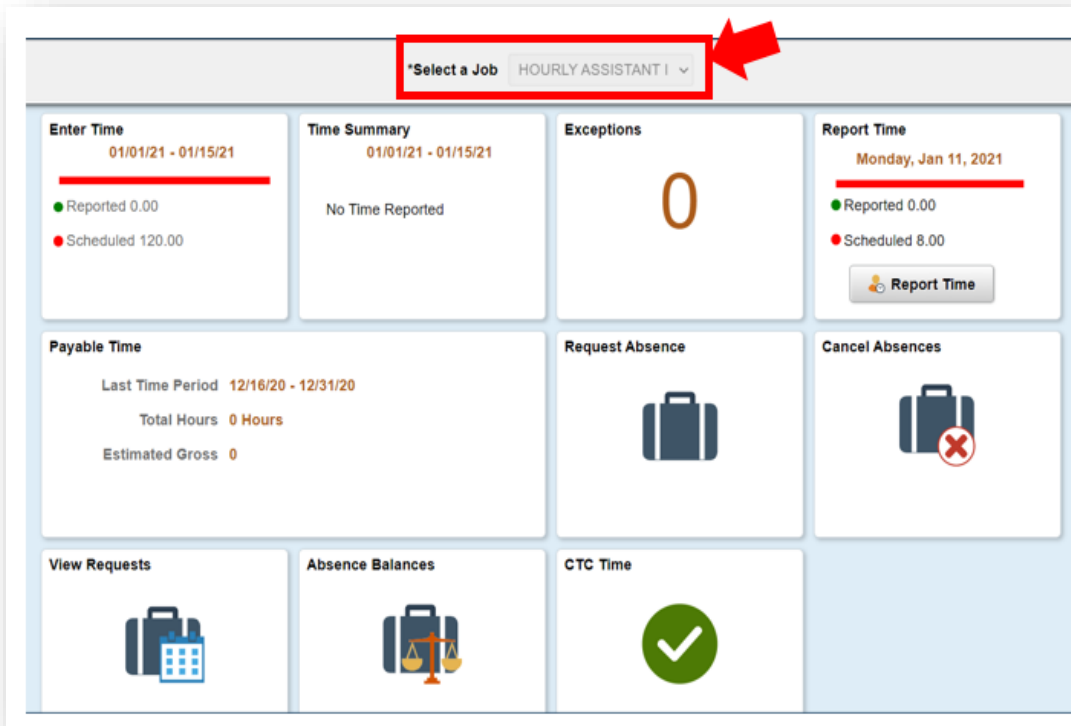 *Select a Job HOURLY ASSISTANT I
Enter Time
01/01/21 - 01/15/21
Reported 0.00
Scheduled 120.00
Time Summary
01/01/21 - 01/15/21
No Time Reported
Exceptions
0
Report Time
Monday, Jan 11, 2021
Reported 0.00
Scheduled 8.00
Report Time
Payable Time
Last Time Period 12/16/20 - 12/31/20
Total Hours 0 Hours
Estimated Gross 0
Request Absence
Cancel Absences
View Requests
Absence Balances
CTC Time